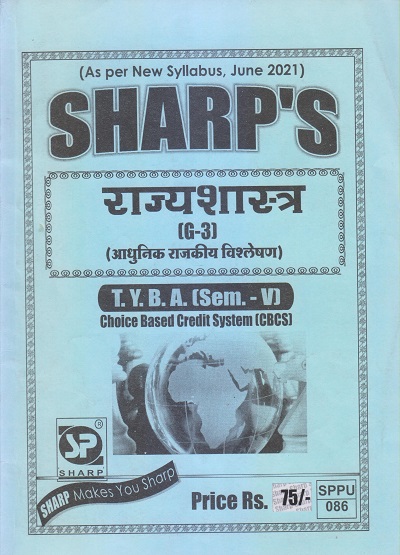 (As per New Syllabus, June 2021)
SHARP'S
राज्यशास्त्र
(G-3)
(आधुनिक राजकीय विश्लेषण)
T. Y. B. A. (Sem. - V)
Choice Based Credit System (CBCS)
®
SP
SHARP
SHARP Makes You Sharp
Price Rs. 75/-
SPPU
086